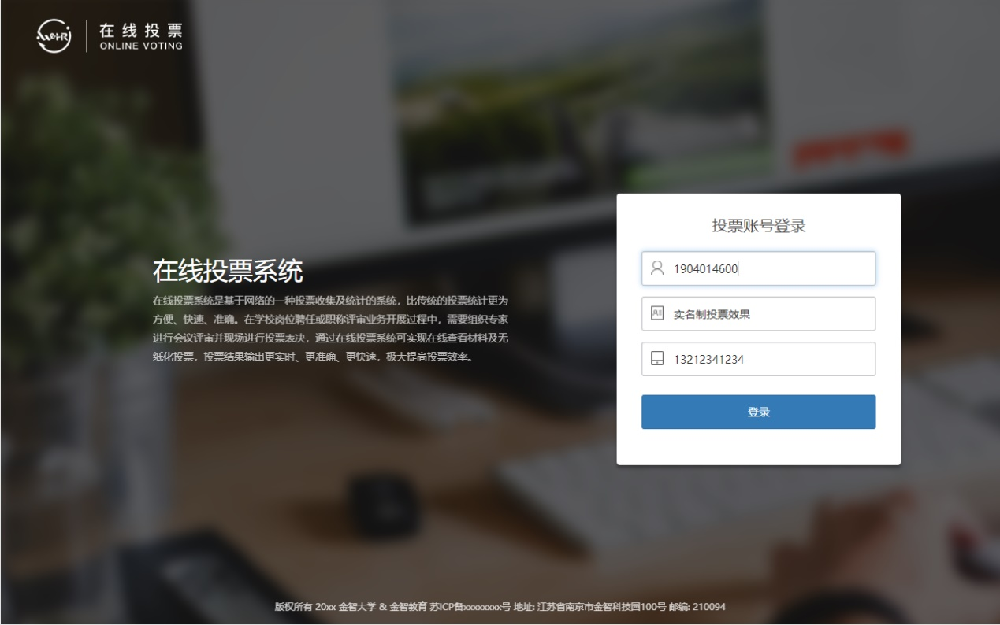 WeHR
在线投票
ONLINE VOTING
在线投票系统
在线投票系统是基于网络的一种投票收集及统计的系统，比传统的投票统计更为
方便、快速、准确。在学校岗位聘任或职称评审业务开展过程中，需要组织专家
进行会议评审并现场进行投票表决，通过在线投票系统可实现在线查看材料及无
纸化投票，投票结果输出更实时、更准确、更快速，极大提高投票效率。
投票账号登录
1904014600
实名制投票效果
13212341234
登录
版权所有 20xx 金智大学 & 金智教育 苏ICP备xxxxxxxx号 地址: 江苏省南京市金智科技园100号 邮编: 210094